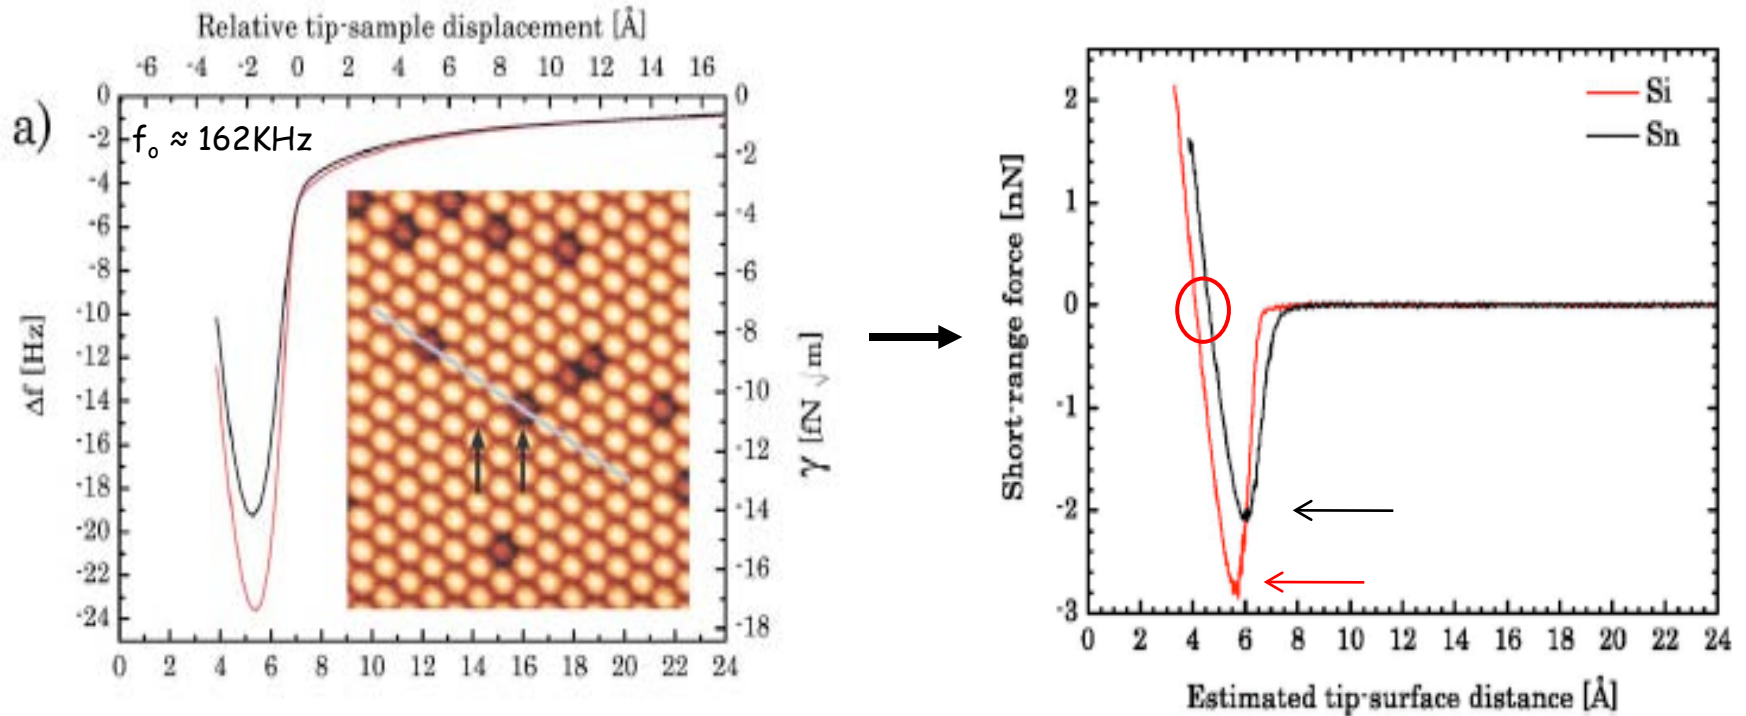 Relative tip-sample displacement [Å]
-6 -4 -2 0 2 4 6 8 10 12 14 16
a)
f₀ ≈ 162KHz
0
-2
-4
-6
-8
-10
-12
-14
-16
-18
-20
-22
-24
Δf [Hz]
0
-2
-4
-6
-8
-10
-12
-14
-16
-18
γ [fN √m]
0 2 4 6 8 10 12 14 16 18 20 22 24
Si
Sn
2
1
0
-1
-2
-3
Short-range force [nN]
0 2 4 6 8 10 12 14 16 18 20 22 24
Estimated tip-surface distance [Å]